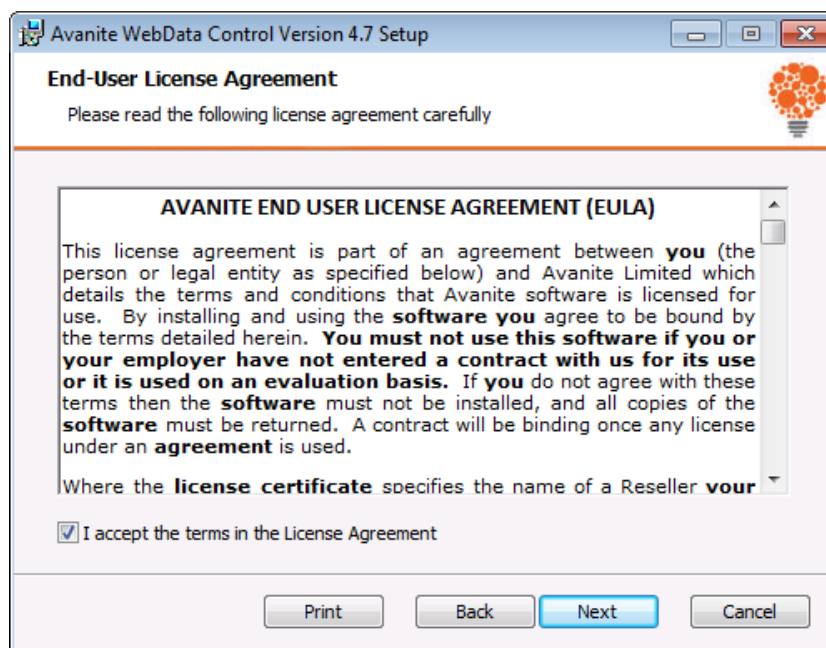 Avanite WebData Control Version 4.7 Setup
End-User License Agreement
Please read the following license agreement carefully
AVANITE END USER LICENSE AGREEMENT (EULA)
This license agreement is part of an agreement between you (the
person or legal entity as specified below) and Avanite Limited which
details the terms and conditions that Avanite software is licensed for
use. By installing and using the software you agree to be bound by
the terms detailed herein. You must not use this software if you or
your employer have not entered a contract with us for its use
or it is used on an evaluation basis. If you do not agree with these
terms then the software must not be installed, and all copies of the
software must be returned. A contract will be binding once any license
under an agreement is used.
Where the license certificate specifies the name of a Reseller your
I accept the terms in the License Agreement
Print Back Next Cancel